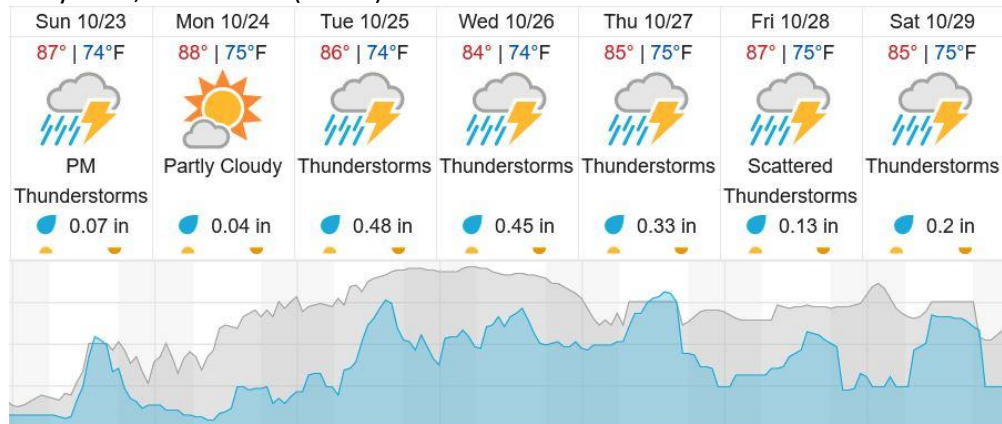 Sun 10/23 Mon 10/24 Tue 10/25 Wed 10/26 Thu 10/27 Fri 10/28 Sat 10/29
87° | 74°F 88° | 75°F 86° | 74°F 84° | 74°F 85° | 75°F 87° | 75°F 85° | 75°F
PM Partly Cloudy Thunderstorms Thunderstorms Thunderstorms Scattered Thunderstorms
Thunderstorms Thunderstorms
0.07 in 0.04 in 0.48 in 0.45 in 0.33 in 0.13 in 0.2 in